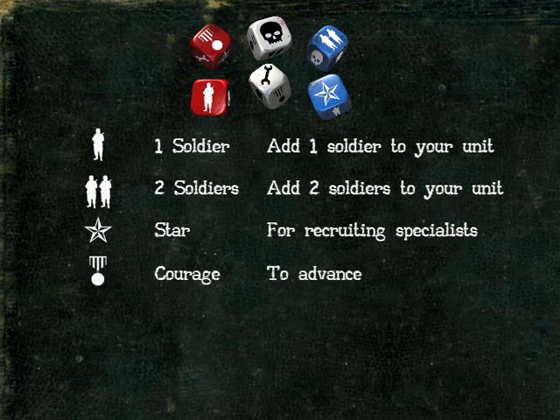 1 Soldier Add 1 soldier to your unit
2 Soldiers Add 2 soldiers to your unit
Star For recruiting specialists
Courage To advance